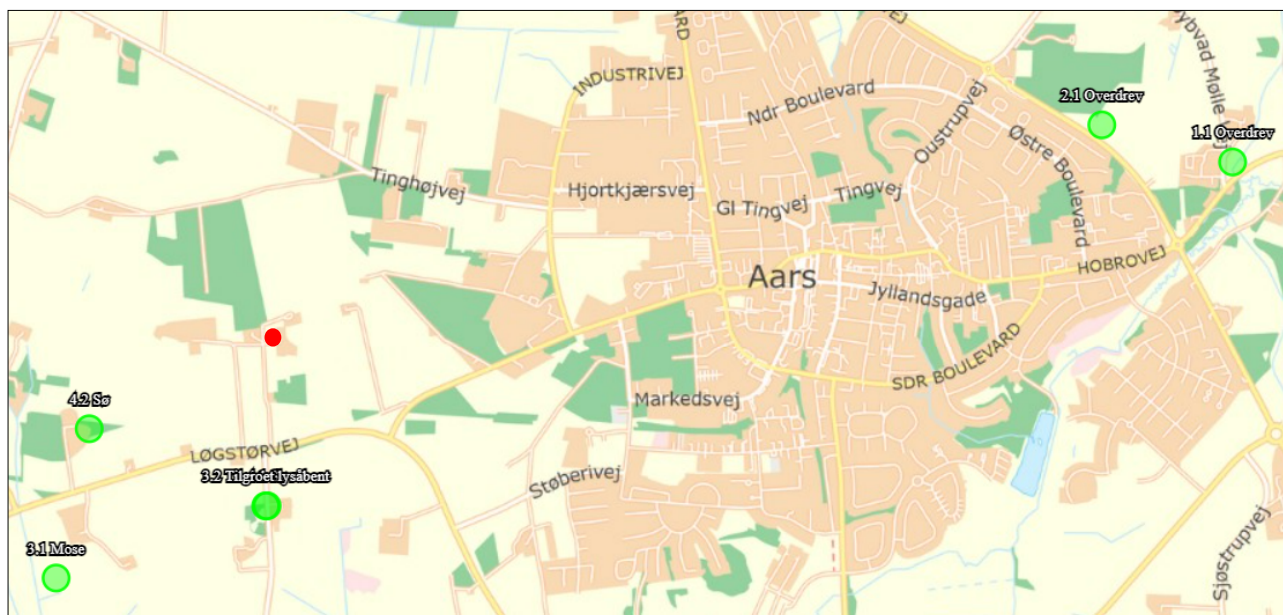 INDUSTRIVEJ
Ndr Boulevard
Oustrupvej
2.1 Overdrev
1.1 Overdrev
Østre Boulevard
Tinghøjvej
Hjortkjærsvej
Gl Tingvej
Tingvej
HOBROVEJ
Aars
Jyllandsgade
SDR BOULEVARD
Markedsvej
4.2 Sø
LØGSTØRVEJ
3.2 Tilgroet lysåbent
Støberivej
3.1 Mose
Sjøstrupvej